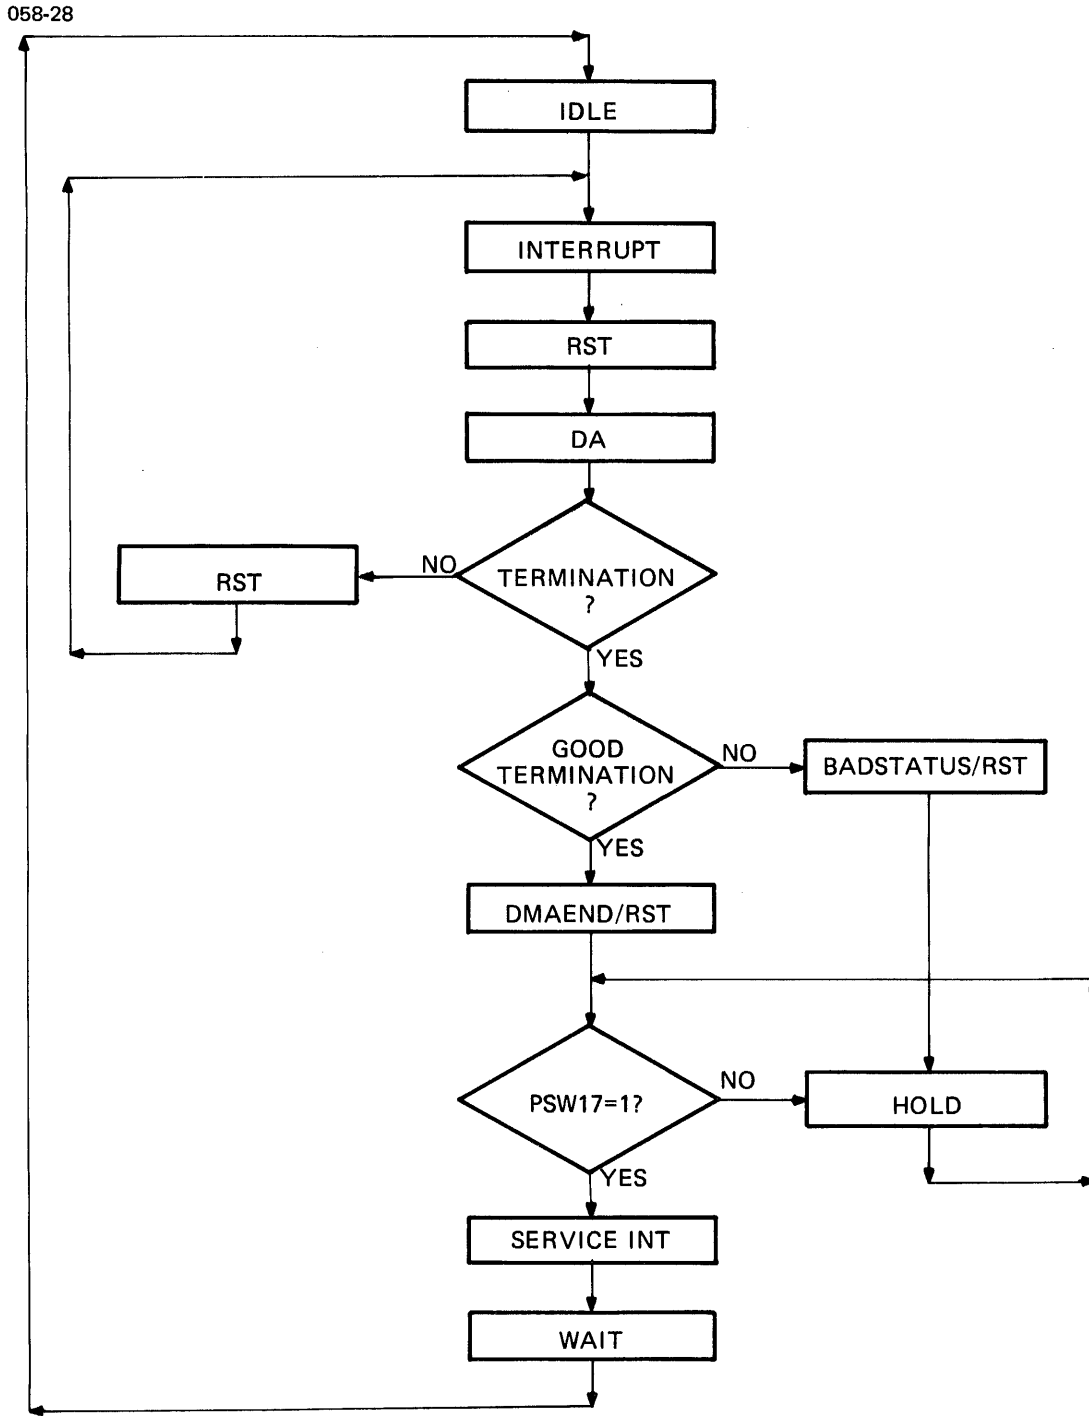 058-28
IDLE
INTERRUPT
RST
DA
NO
TERMINATION
?
RST
YES
GOOD
TERMINATION
?
NO
BADSTATUS/RST
YES
DMAEND/RST
PSW17=1?
NO
HOLD
YES
SERVICE INT
WAIT